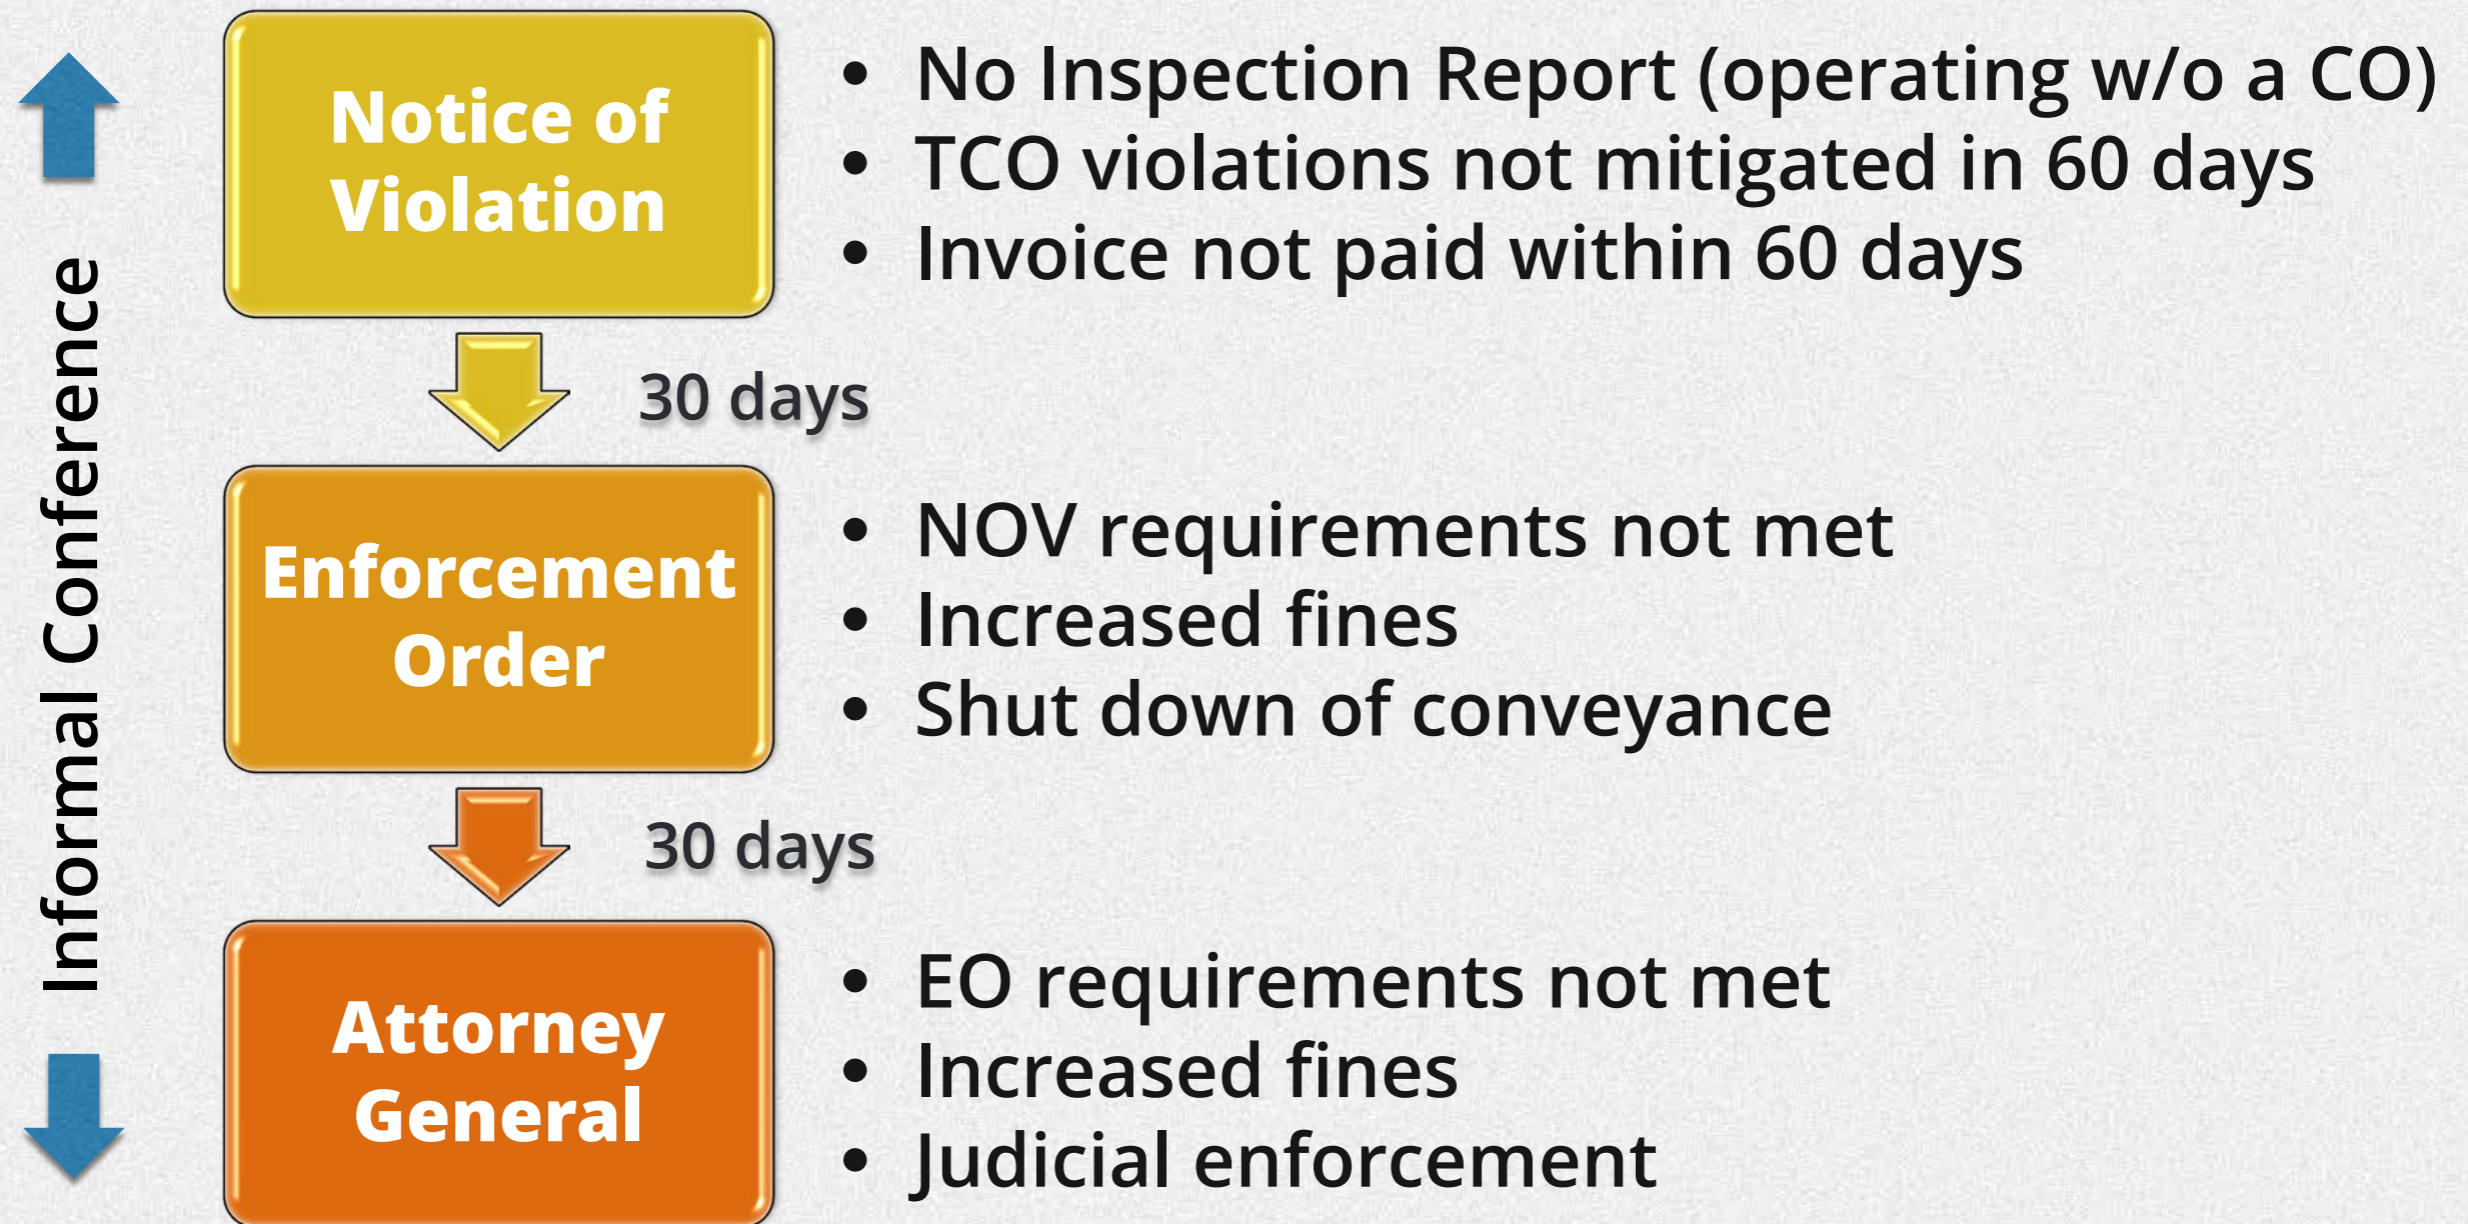 Informal Conference
Notice of
Violation
• No Inspection Report (operating w/o a CO)
• TCO violations not mitigated in 60 days
• Invoice not paid within 60 days
30 days
Enforcement
Order
• NOV requirements not met
• Increased fines
• Shut down of conveyance
30 days
Attorney
General
• EO requirements not met
• Increased fines
• Judicial enforcement